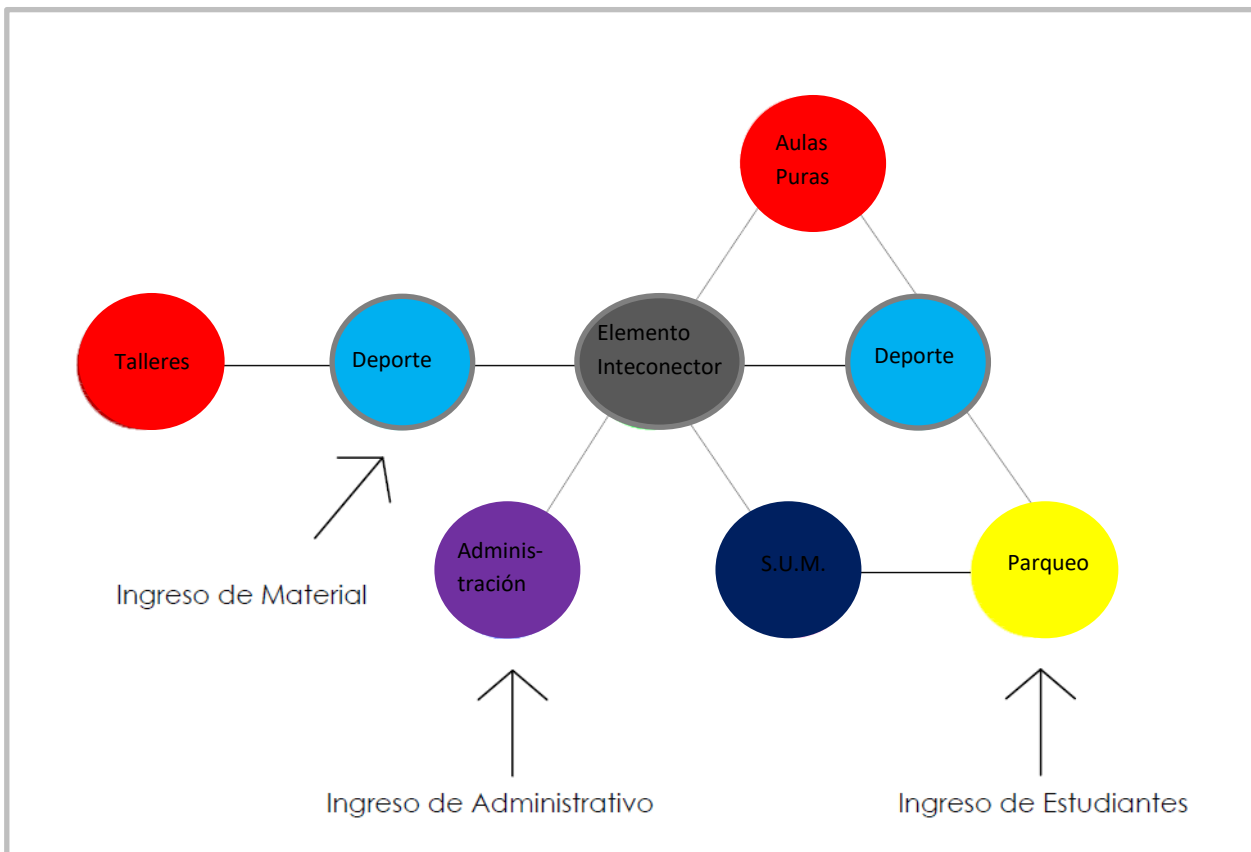 Aulas
Puras
Talleres
Deporte
Elemento
Inteconector
Deporte
Adminis-
tración
S.U.M.
Parqueo
Ingreso de Material
Ingreso de Administrativo
Ingreso de Estudiantes